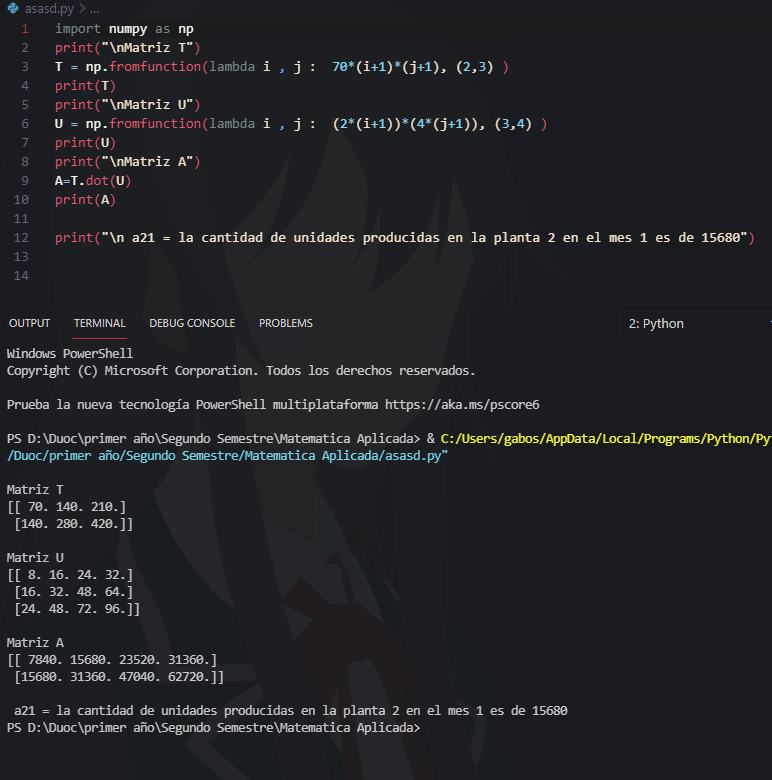 asasd.py > ...
1 import numpy as np
2 print("\nMatriz T")
3 T = np.fromfunction(lambda i , j :  70*(i+1)*(j+1), (2,3) )
4 print(T)
5 print("\nMatriz U")
6 U = np.fromfunction(lambda i , j :  (2*(i+1))*(4*(j+1)), (3,4) )
7 print(U)
8 print("\nMatriz A")
9 A=T.dot(U)
10 print(A)
11
12 print("\n a21 = la cantidad de unidades producidas en la planta 2 en el mes 1 es de 15680")
13
14
OUTPUT TERMINAL DEBUG CONSOLE PROBLEMS 2: Python
Windows PowerShell
Copyright (C) Microsoft Corporation. Todos los derechos reservados.
Prueba la nueva tecnología PowerShell multiplataforma https://aka.ms/pscore6
PS D:\Duoc\primer año\Segundo Semestre\Matematica Aplicada> & C:/Users/gabos/AppData/Local/Programs/Python/Py
/Duoc/primer año/Segundo Semestre/Matematica Aplicada/asasd.py"
Matriz T
[[ 70. 140. 210.]
 [140. 280. 420.]]
Matriz U
[[ 8. 16. 24. 32.]
 [16. 32. 48. 64.]
 [24. 48. 72. 96.]]
Matriz A
[[ 7840. 15680. 23520. 31360.]
 [15680. 31360. 47040. 62720.]]
 a21 = la cantidad de unidades producidas en la planta 2 en el mes 1 es de 15680
PS D:\Duoc\primer año\Segundo Semestre\Matematica Aplicada>